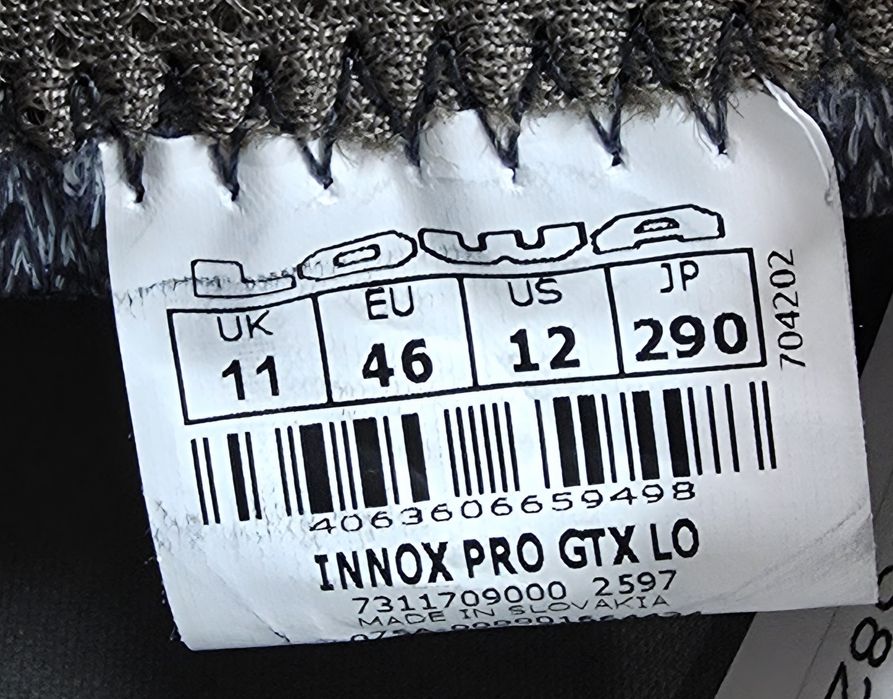 LOWA
UK EU US JP
11 46 12 290
704202
4063606659498
INNOX PRO GTX LO
7311709000 2597
MADE IN SLOVAKIA